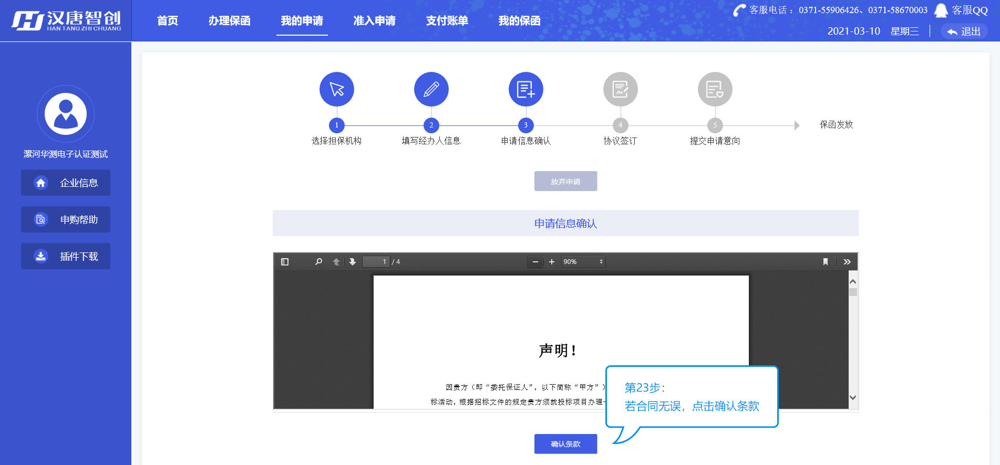 汉唐智创
HAN TANG ZHI CHUANG
首页
办理保函
我的申请
准入申请
支付账单
我的保函
客服电话：0371-55906426、0371-58670003
客服QQ
2021-03-10 星期三
退出
漯河华测电子认证测试
企业信息
申购帮助
插件下载
1
2
3
4
5
保函发放
选择担保机构
填写经办人信息
申请信息确认
协议签订
提交申请意向
放弃申请
申请信息确认
1 / 4
90%
声明！
因贵方（即“委托保证人”，以下简称“甲方”）
标活动，根据招标文件的规定贵方须就投标项目办理
第23步：
若合同无误，点击确认条款
确认条款